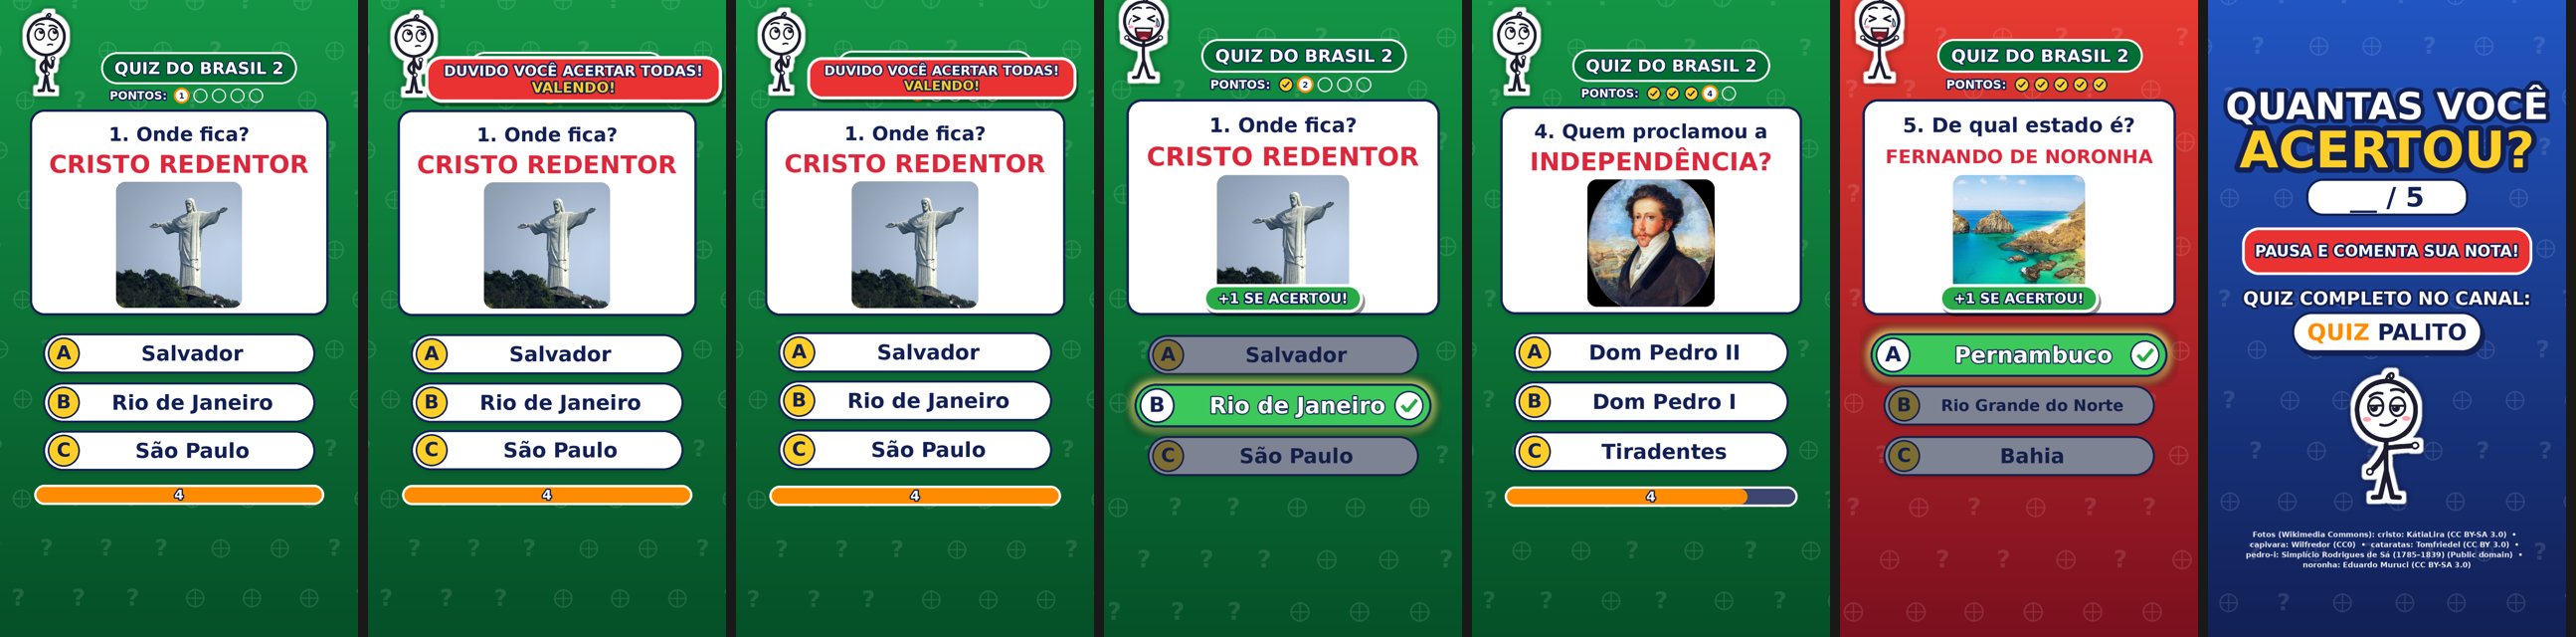 QUIZ DO BRASIL 2
PONTOS: 1
1. Onde fica?
CRISTO REDENTOR
A Salvador
B Rio de Janeiro
C São Paulo
4
DUVIDO VOCÊ ACERTAR TODAS!
VALENDO!
1. Onde fica?
CRISTO REDENTOR
A Salvador
B Rio de Janeiro
C São Paulo
4
DUVIDO VOCÊ ACERTAR TODAS!
VALENDO!
1. Onde fica?
CRISTO REDENTOR
A Salvador
B Rio de Janeiro
C São Paulo
4
QUIZ DO BRASIL 2
PONTOS: 2
1. Onde fica?
CRISTO REDENTOR
+1 SE ACERTOU!
A Salvador
B Rio de Janeiro
C São Paulo
QUIZ DO BRASIL 2
PONTOS: 4
4. Quem proclamou a
INDEPENDÊNCIA?
A Dom Pedro II
B Dom Pedro I
C Tiradentes
4
QUIZ DO BRASIL 2
PONTOS:
5. De qual estado é?
FERNANDO DE NORONHA
+1 SE ACERTOU!
A Pernambuco
B Rio Grande do Norte
C Bahia
QUANTAS VOCÊ
ACERTOU?
__ / 5
PAUSA E COMENTA SUA NOTA!
QUIZ COMPLETO NO CANAL:
QUIZ PALITO
Fotos (Wikimedia Commons): cristo: KátiaLira (CC BY-SA 3.0) •
capivara: Wilfredor (CC0) • cataratas: Tomfriedel (CC BY 3.0) •
pedro-i: Simplício Rodrigues de Sá (1785–1839) (Public domain) •
noronha: Eduardo Muruci (CC BY-SA 3.0)